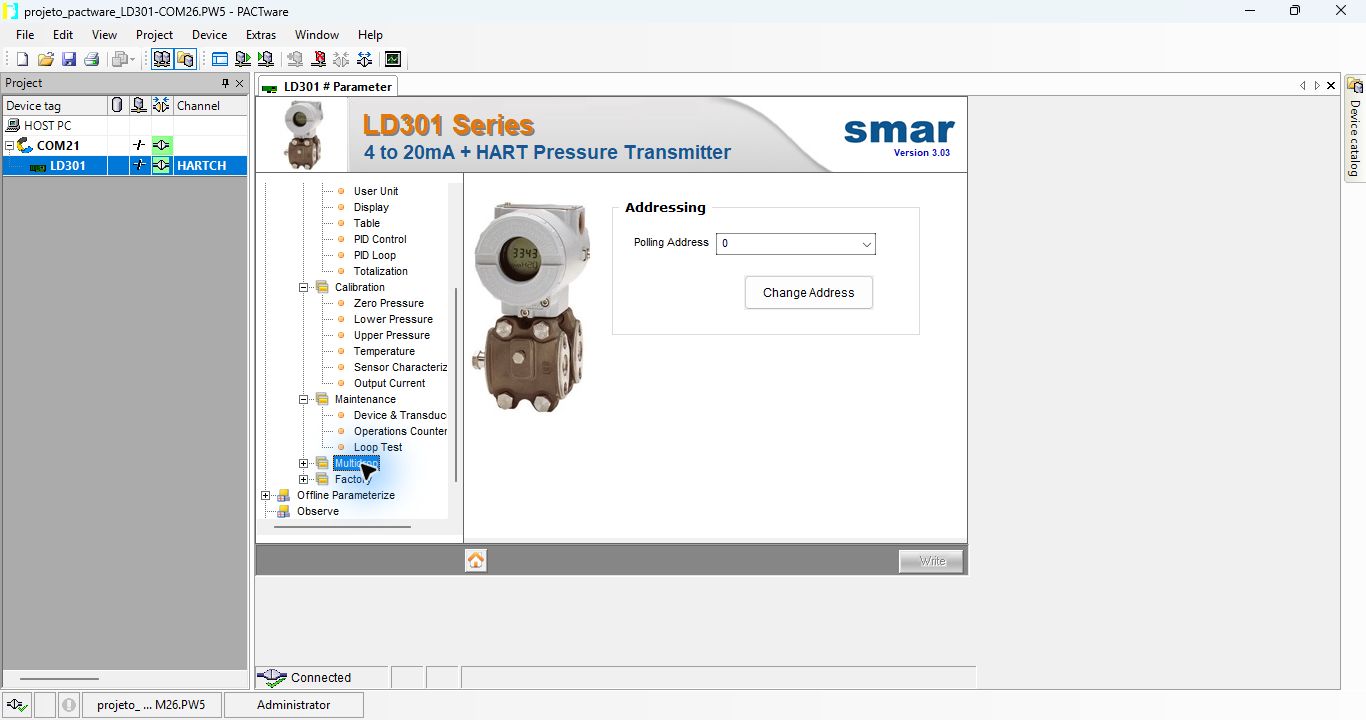 projeto_pactware_LD301-COM26.PW5 - PACTware
File Edit View Project Device Extras Window Help
Project
LD301 # Parameter
Device tag Channel
HOST PC
COM21
LD301 HARTCH
LD301 Series
4 to 20mA + HART Pressure Transmitter
smar
Version 3.03
Device catalog
User Unit
Display
Table
PID Control
PID Loop
Totalization
Calibration
Zero Pressure
Lower Pressure
Upper Pressure
Temperature
Sensor Characteriz
Output Current
Maintenance
Device & Transduc
Operations Counter
Loop Test
Multidrop
Factory
Offline Parameterize
Observe
3343
Addressing
Polling Address 0
Change Address
Write
Connected
projeto_ ... M26.PW5 Administrator